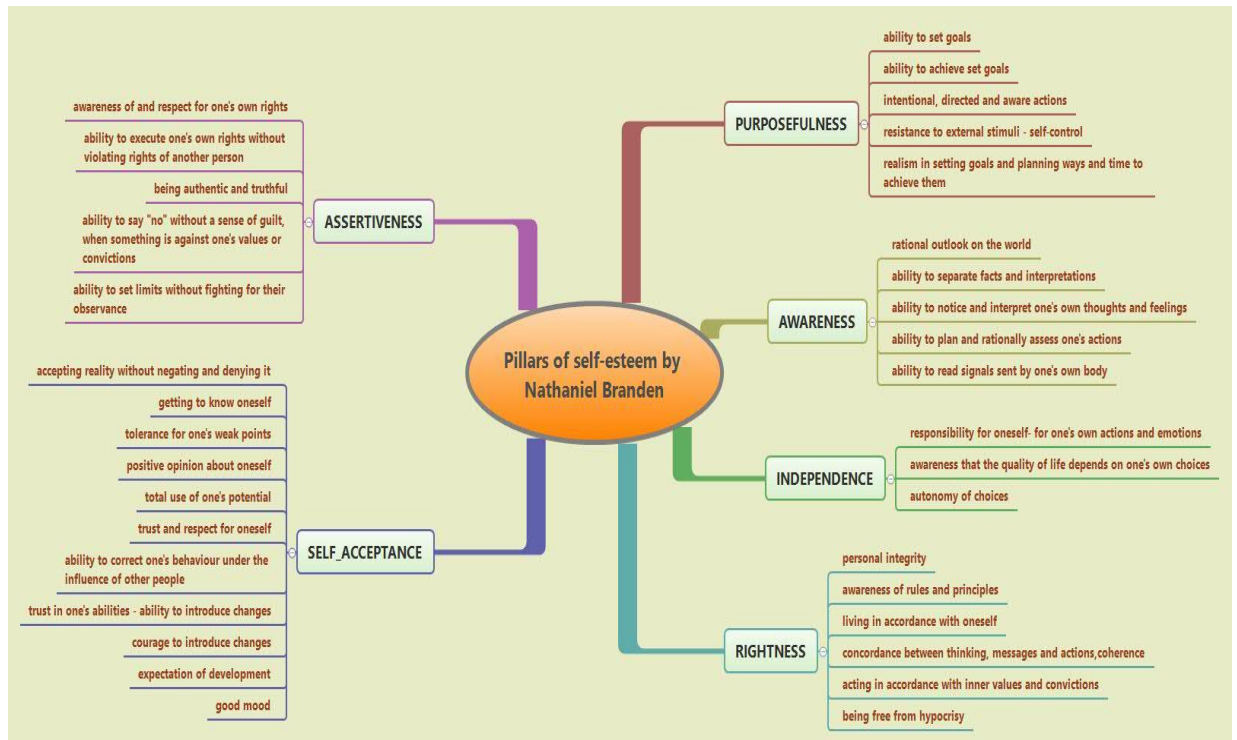 Pillars of self-esteem by
Nathaniel Branden
PURPOSEFULNESS
ability to set goals
ability to achieve set goals
intentional, directed and aware actions
resistance to external stimuli - self-control
realism in setting goals and planning ways and time to
achieve them
AWARENESS
rational outlook on the world
ability to separate facts and interpretations
ability to notice and interpret one's own thoughts and feelings
ability to plan and rationally assess one's actions
ability to read signals sent by one's own body
INDEPENDENCE
responsibility for oneself- for one's own actions and emotions
awareness that the quality of life depends on one's own choices
autonomy of choices
RIGHTNESS
personal integrity
awareness of rules and principles
living in accordance with oneself
concordance between thinking, messages and actions,coherence
acting in accordance with inner values and convictions
being free from hypocrisy
ASSERTIVENESS
awareness of and respect for one's own rights
ability to execute one's own rights without
violating rights of another person
being authentic and truthful
ability to say "no" without a sense of guilt,
when something is against one's values or
convictions
ability to set limits without fighting for their
observance
SELF_ACCEPTANCE
accepting reality without negating and denying it
getting to know oneself
tolerance for one's weak points
positive opinion about oneself
total use of one's potential
trust and respect for oneself
ability to correct one's behaviour under the
influence of other people
trust in one's abilities - ability to introduce changes
courage to introduce changes
expectation of development
good mood